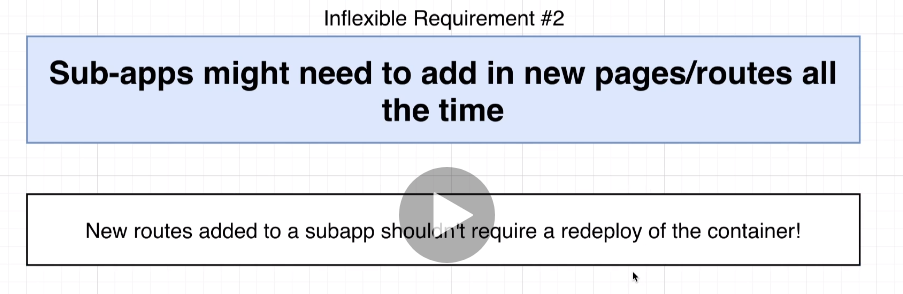 Inflexible Requirement #2
Sub-apps might need to add in new pages/routes all
the time
New routes added to a subapp shouldn't require a redeploy of the container!